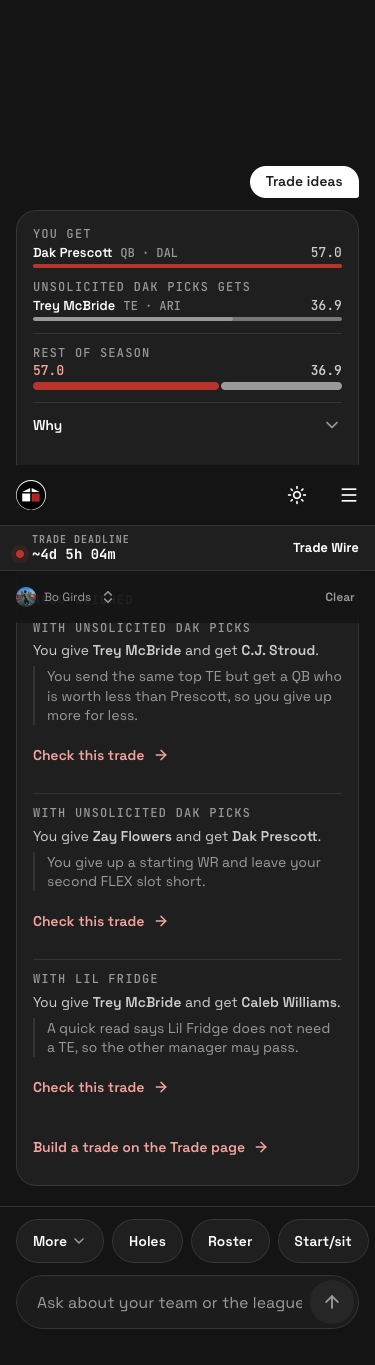 Trade ideas
YOU GET
Dak Prescott QB · DAL 57.0
UNSOLICITED DAK PICKS GETS
Trey McBride TE · ARI 36.9
REST OF SEASON
57.0 36.9
Why
TRADE DEADLINE
~4d 5h 04m
Trade Wire
Bo Girds Clear
WITH UNSOLICITED DAK PICKS
You give Trey McBride and get C.J. Stroud.
You send the same top TE but get a QB who
is worth less than Prescott, so you give up
more for less.
Check this trade →
WITH UNSOLICITED DAK PICKS
You give Zay Flowers and get Dak Prescott.
You give up a starting WR and leave your
second FLEX slot short.
Check this trade →
WITH LIL FRIDGE
You give Trey McBride and get Caleb Williams.
A quick read says Lil Fridge does not need
a TE, so the other manager may pass.
Check this trade →
Build a trade on the Trade page →
More Holes Roster Start/sit
Ask about your team or the league